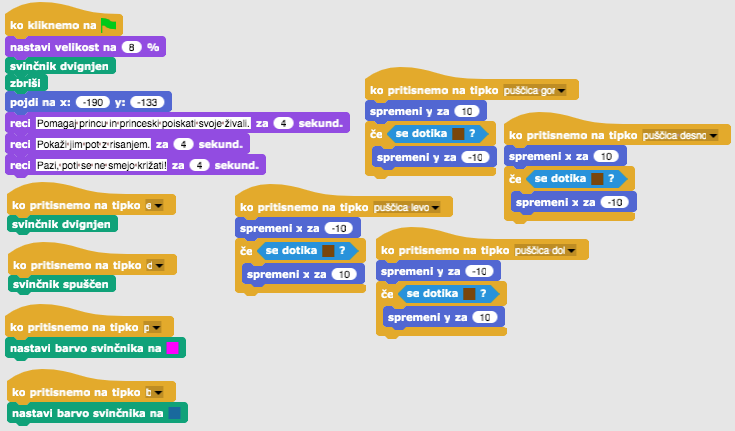 ko kliknemo na
nastavi velikost na 8 %
svinčnik dvignjen
zbriši
pojdi na x: -190 y: -133
reci Pomagaj princu in princeski poiskati svoje živali. za 4 sekund.
reci Pokaži jim pot z risanjem. za 4 sekund.
reci Pazi, poti se ne smejo križati! za 4 sekund.
ko pritisnemo na tipko e
svinčnik dvignjen
ko pritisnemo na tipko d
svinčnik spuščen
ko pritisnemo na tipko p
nastavi barvo svinčnika na
ko pritisnemo na tipko b
nastavi barvo svinčnika na
ko pritisnemo na tipko puščica levo
spremeni x za -10
če se dotika ?
spremeni x za 10
ko pritisnemo na tipko puščica gor
spremeni y za 10
če se dotika ?
spremeni y za -10
ko pritisnemo na tipko puščica desno
spremeni x za 10
če se dotika ?
spremeni x za -10
ko pritisnemo na tipko puščica dol
spremeni y za -10
če se dotika ?
spremeni y za 10